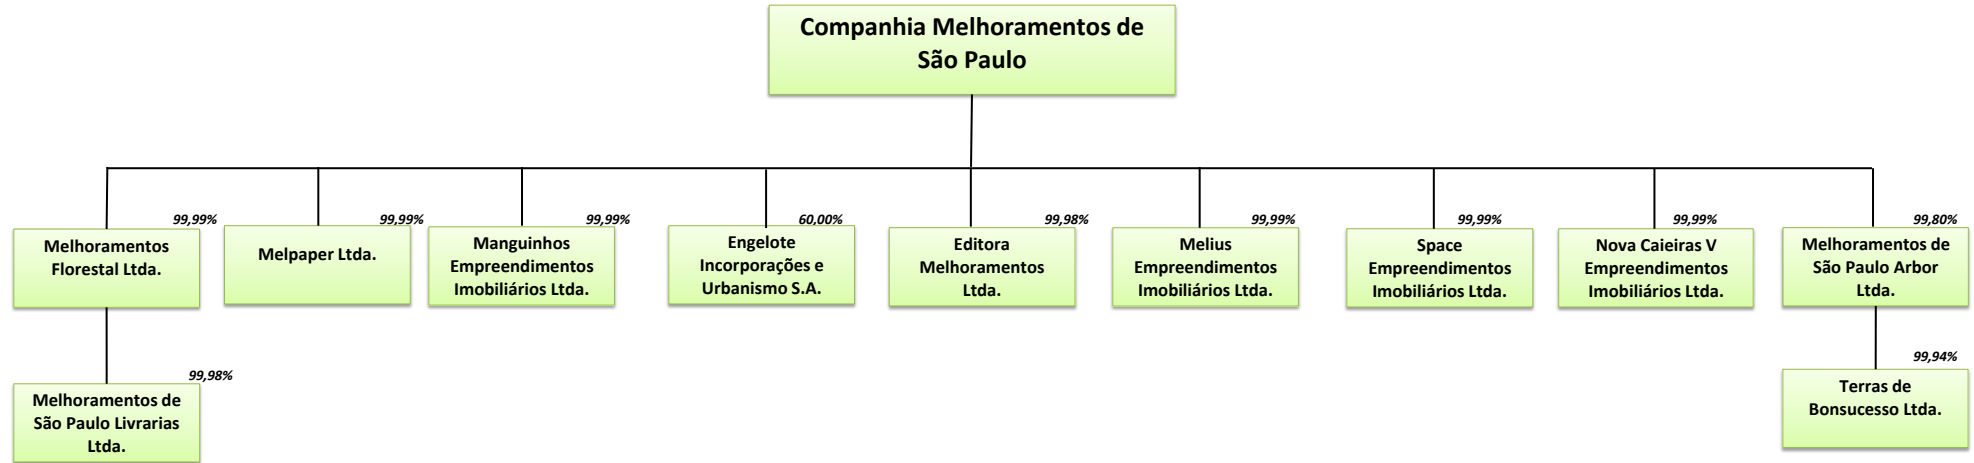 Companhia Melhoramentos de
São Paulo
99,99%
Melhoramentos
Florestal Ltda.
99,99%
Melpaper Ltda.
99,99%
Manguinhos
Empreendimentos
Imobiliários Ltda.
60,00%
Engelote
Incorporações e
Urbanismo S.A.
99,98%
Editora
Melhoramentos
Ltda.
99,99%
Melius
Empreendimentos
Imobiliários Ltda.
99,99%
Space
Empreendimentos
Imobiliários Ltda.
99,99%
Nova Caieiras V
Empreendimentos
Imobiliários Ltda.
99,80%
Melhoramentos de
São Paulo Arbor
Ltda.
99,98%
Melhoramentos de
São Paulo Livrarias
Ltda.
99,94%
Terras de
Bonsucesso Ltda.